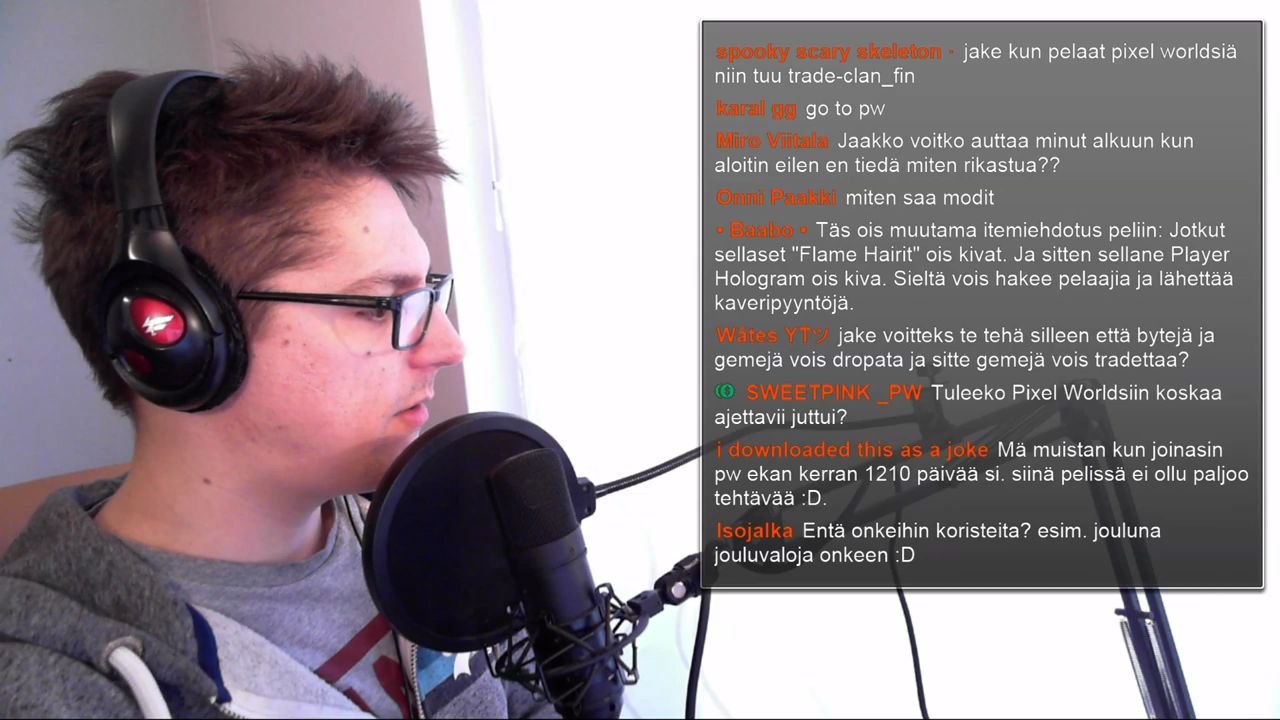 spooky scary skeleton • jake kun pelaat pixel worldsiä
niin tuu trade-clan_fin
karal gg go to pw
Miro Viitala Jaakko voitko auttaa minut alkuun kun
aloitin eilen en tiedä miten rikastua??
Onni Paakki miten saa modit
• Baabo • Täs ois muutama itemiehdotus peliin: Jotkut
sellaset "Flame Hairit" ois kivat. Ja sitten sellane Player
Hologram ois kiva. Sieltä vois hakee pelaajia ja lähettää
kaveripyyntöjä.
Wåtes YTツ jake voitteks te tehä silleen että bytejä ja
gemejä vois dropata ja sitte gemejä vois tradettaa?
SWEETPINK _PW Tuleeko Pixel Worldsiin koskaa
ajettavii juttui?
i downloaded this as a joke Mä muistan kun joinasin
pw ekan kerran 1210 päivää si. siinä pelissä ei ollu paljoo
tehtävää :D.
Isojalka Entä onkeihin koristeita? esim. jouluna
jouluvaloja onkeen :D